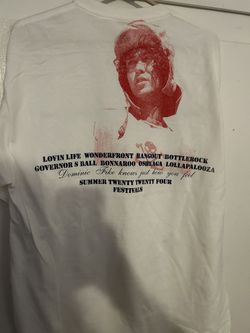 LOVIN LIFE WONDERFRONT HANGOUT BOTTLEROCK
GOVERNOR S BALL BONNAROO OSHEAGA LOLLAPALOOZA
Dominic Fike knows just how you feel
SUMMER TWENTY TWENTY FOUR
FESTIVALS